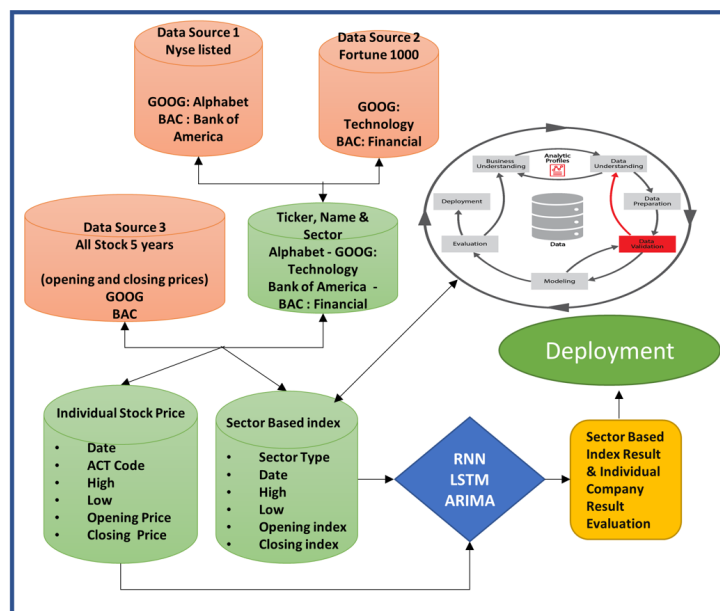 Data Source 1
Nyse listed
GOOG: Alphabet
BAC : Bank of
America
Data Source 2
Fortune 1000
GOOG:
Technology
BAC: Financial
Business
Understanding
Analytic
Profiles
Data
Understanding
Deployment
Data
Preparation
Data
Evaluation
Data
Validation
Modeling
Data Source 3
All Stock 5 years
(opening and closing prices)
GOOG
BAC
Ticker, Name &
Sector
Alphabet - GOOG:
Technology
Bank of America -
BAC : Financial
Deployment
Individual Stock Price
• Date
• ACT Code
• High
• Low
• Opening Price
• Closing Price
Sector Based index
• Sector Type
• Date
• High
• Low
• Opening index
• Closing index
RNN
LSTM
ARIMA
Sector Based
Index Result
& Individual
Company
Result
Evaluation